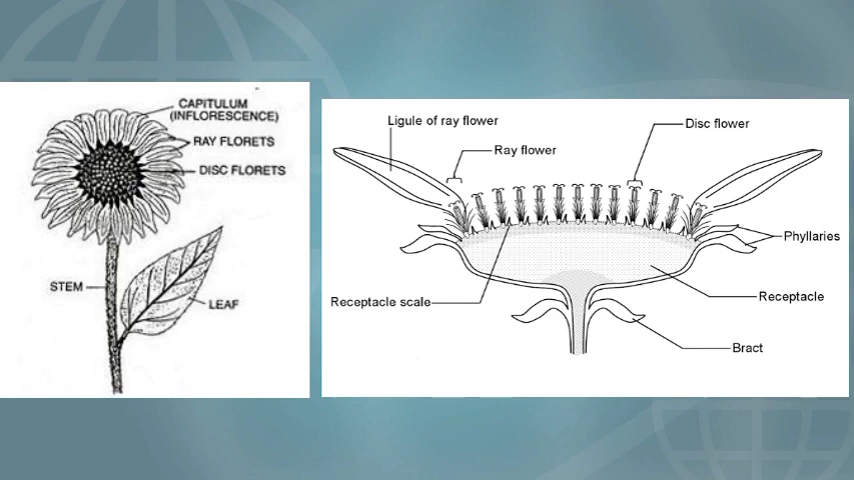 CAPITULUM
(INFLORESCENCE)
RAY FLORETS
DISC FLORETS
STEM
LEAF
Ligule of ray flower
Disc flower
Ray flower
Phyllaries
Receptacle scale
Receptacle
Bract